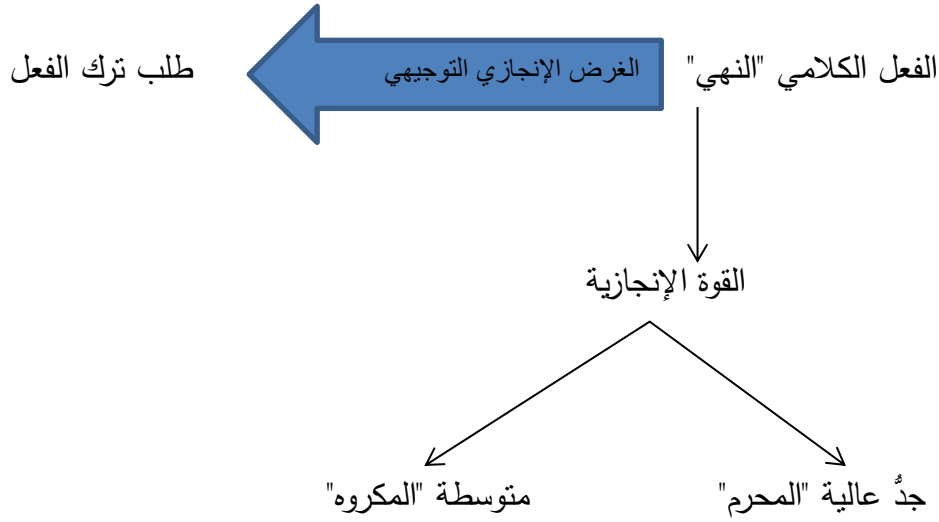 الفعل الكلامي "النهي" الغرض الإنجازي التوجيهي طلب ترك الفعل
القوة الإنجازية
جدُّ عالية "المحرم" متوسطة "المكروه"